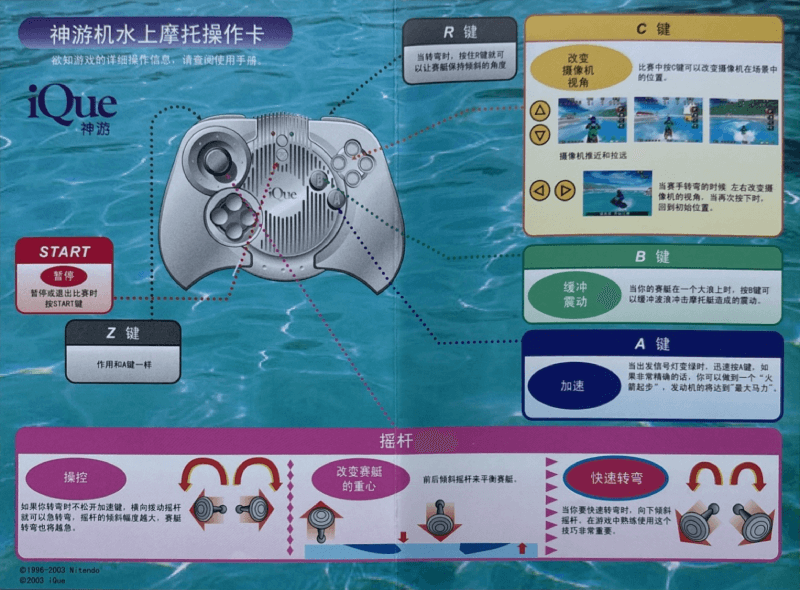 神游机水上摩托操作卡
欲知游戏的详细操作信息，请查阅使用手册。
iQue
神游
R 键
当转弯时，按住R键就可
以让赛艇保持倾斜的角度
C 键
改变
摄像机
视角
比赛中按C键可以改变摄像机在场景中
的位置。
摄像机推近和拉远
当赛手转弯的时候 左右改变摄
像机的视角，当再次按下时，
回到初始位置。
iQue
B
A
START
暂停
暂停或退出比赛时
按START键
Z 键
作用和A键一样
B 键
缓冲
震动
当你的赛艇在一个大浪上时，按B键可
以缓冲波浪冲击摩托艇造成的震动。
A 键
加速
当出发信号灯变绿时，迅速按A键，如
果非常精确的话，你可以做到一个“火
箭起步”，发动机的将达到“最大马力”。
摇杆
操控
如果你转弯时不松开加速键，横向拨动摇杆
就可以急转弯，摇杆的倾斜幅度越大，赛艇
转弯也将越急。
改变赛艇
的重心
前后倾斜摇杆来平衡赛艇。
快速转弯
当你要快速转弯时，向下倾斜
摇杆，在游戏中熟练使用这个
技巧非常重要。
©1996-2003 Nintendo
©2003 iQue